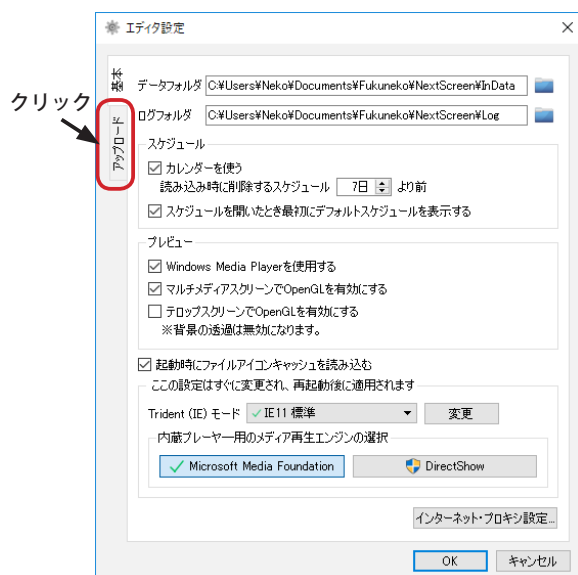 エディタ設定
基本
データフォルダ C:¥Users¥Neko¥Documents¥Fukuneko¥NextScreen¥InData
クリック
アップロード
ログフォルダ C:¥Users¥Neko¥Documents¥Fukuneko¥NextScreen¥Log
スケジュール
カレンダーを使う
読み込み時に削除するスケジュール 7日 より前
スケジュールを開いたとき最初にデフォルトスケジュールを表示する
プレビュー
Windows Media Playerを使用する
マルチメディアスクリーンでOpenGLを有効にする
テロップスクリーンでOpenGLを有効にする
※背景の透過は無効になります。
起動時にファイルアイコンキャッシュを読み込む
ここの設定はすぐに変更され、再起動後に適用されます
Trident (IE) モード IE11 標準 変更
内蔵プレーヤー用のメディア再生エンジンの選択
Microsoft Media Foundation DirectShow
インターネット・プロキシ設定...
OK キャンセル